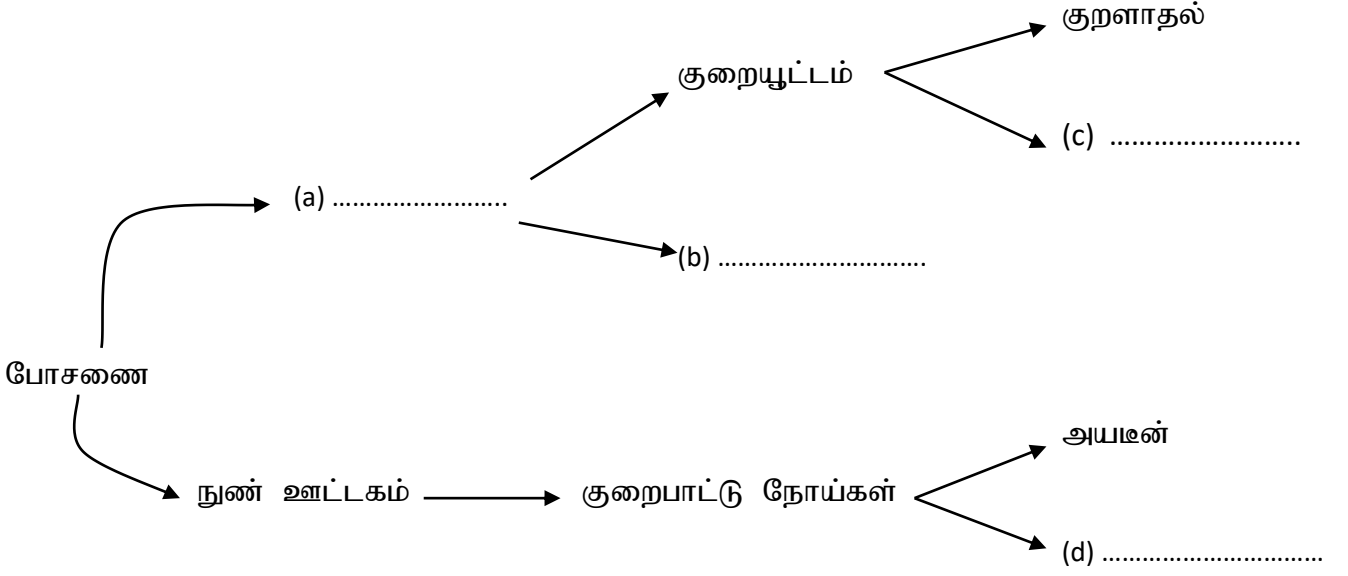 குறளாதல்
குறையூட்டம்
(c) ……………………..
(a) ……………………..
(b) ………………………….
போசணை
அயடீன்
நுண் ஊட்டகம்
குறைபாட்டு நோய்கள்
(d) ……………………………